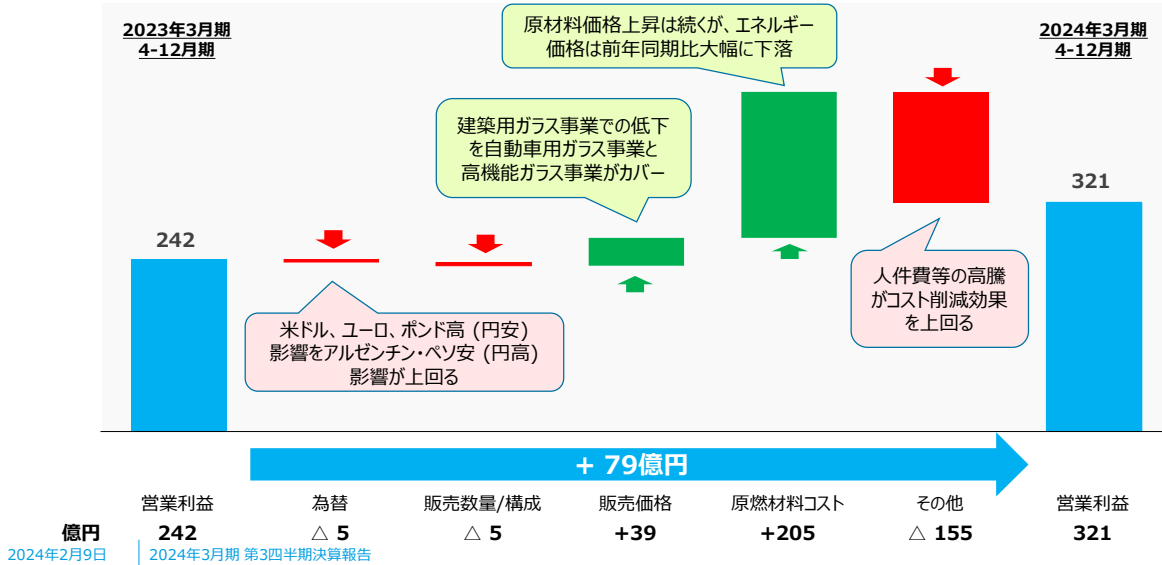 2023年3月期
4-12月期
原材料価格上昇は続くが、エネルギー
価格は前年同期比大幅に下落
2024年3月期
4-12月期
建築用ガラス事業での低下
を自動車用ガラス事業と
高機能ガラス事業がカバー
242
321
米ドル、ユーロ、ポンド高 (円安)
影響をアルゼンチン・ペソ安 (円高)
影響が上回る
人件費等の高騰
がコスト削減効果
を上回る
+ 79億円
営業利益 為替 販売数量/構成 販売価格 原燃材料コスト その他 営業利益
億円 242 △ 5 △ 5 +39 +205 △ 155 321
2024年2月9日 2024年3月期 第3四半期決算報告